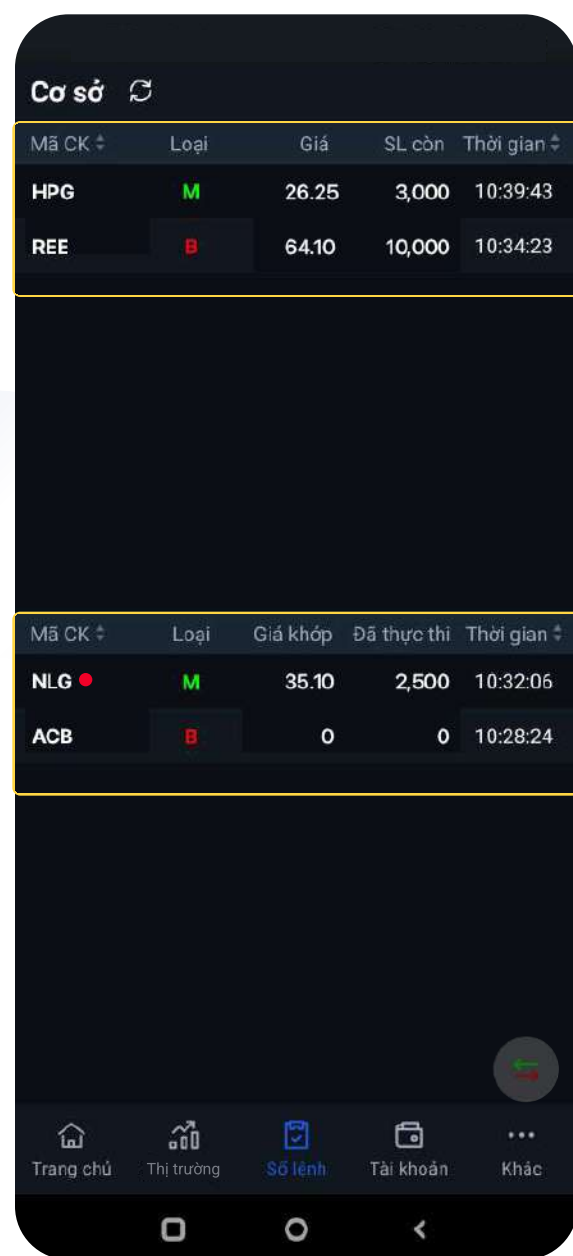 Cơ sở
Mã CK Loại Giá SL còn Thời gian
HPG M 26.25 3,000 10:39:43
REE B 64.10 10,000 10:34:23
Mã CK Loại Giá khớp Đã thực thi Thời gian
NLG M 35.10 2,500 10:32:06
ACB B 0 0 10:28:24
Trang chủ Thị trường Sổ lệnh Tài khoản Khác